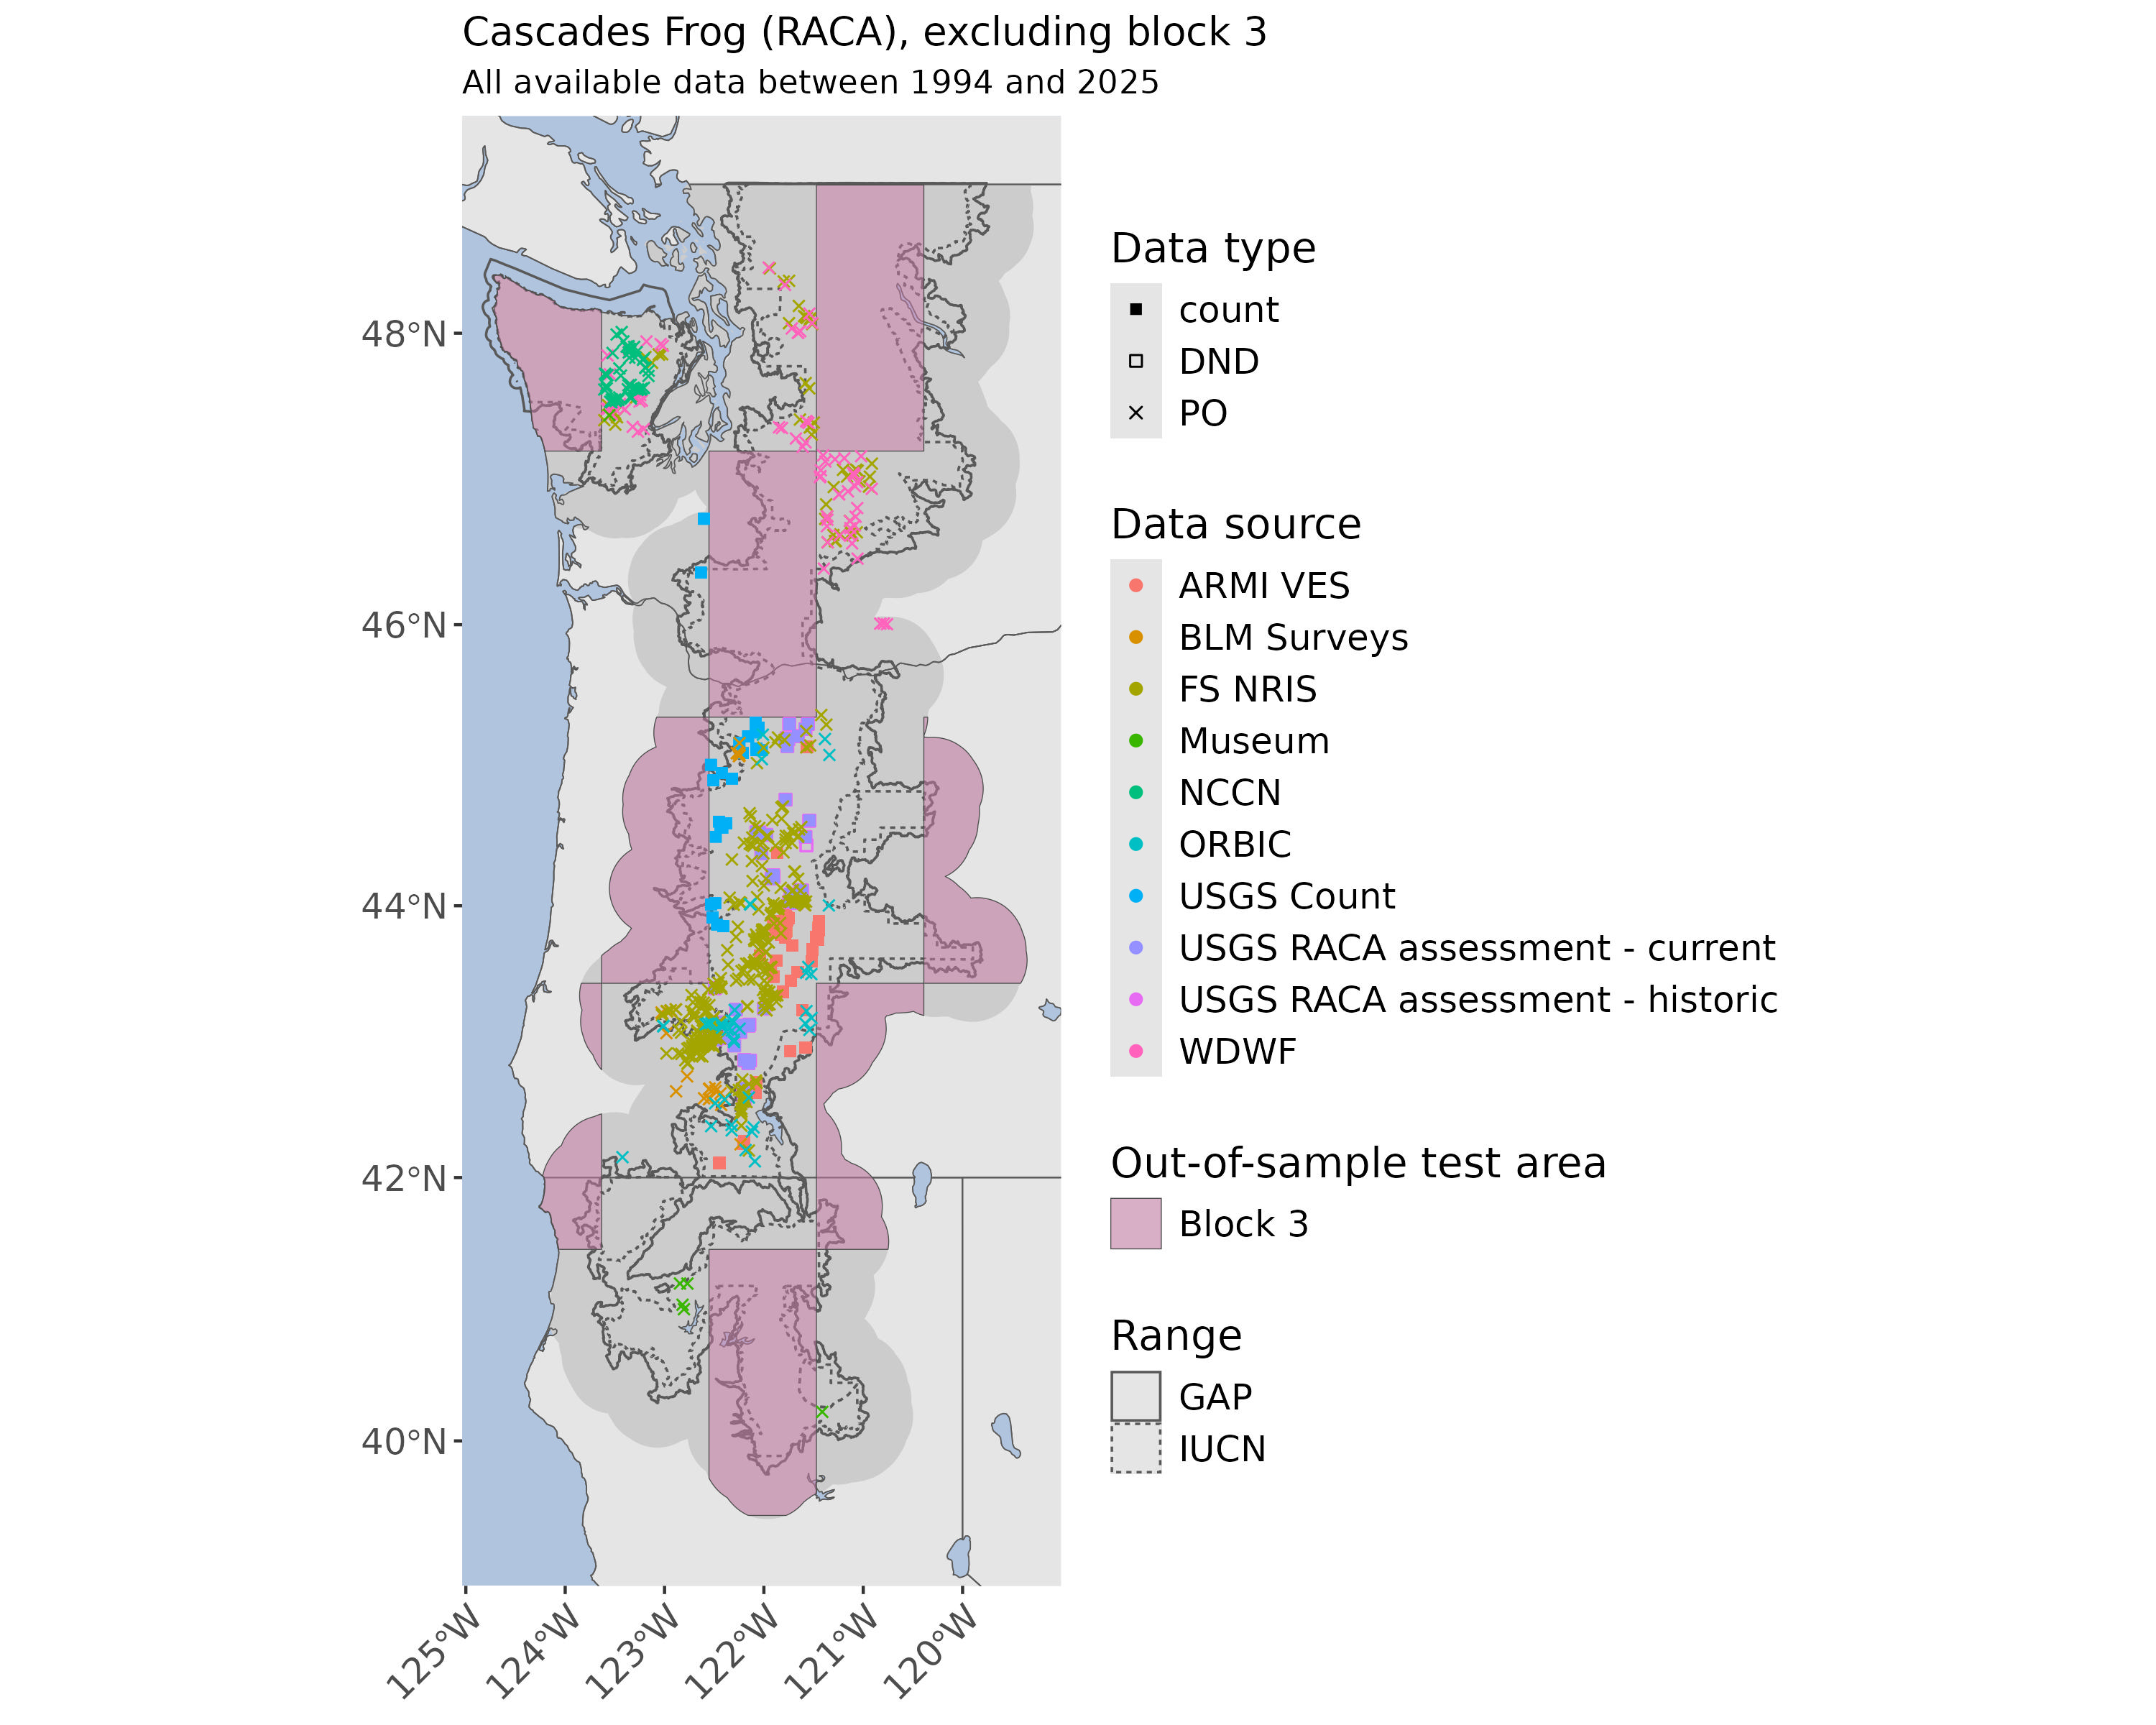 Cascades Frog (RACA), excluding block 3
All available data between 1994 and 2025
48°N
46°N
44°N
42°N
40°N
125°W
124°W
123°W
122°W
121°W
120°W
Data type
count
DND
PO
Data source
ARMI VES
BLM Surveys
FS NRIS
Museum
NCCN
ORBIC
USGS Count
USGS RACA assessment - current
USGS RACA assessment - historic
WDWF
Out-of-sample test area
Block 3
Range
GAP
IUCN